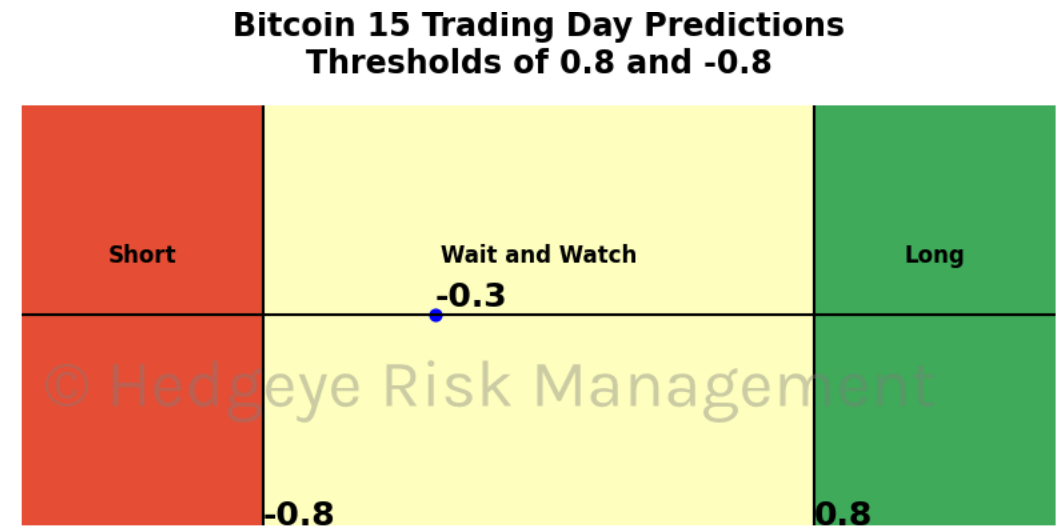 Bitcoin 15 Trading Day Predictions
Thresholds of 0.8 and -0.8
Short
Wait and Watch
Long
-0.3
© Hedgeye Risk Management
-0.8
0.8